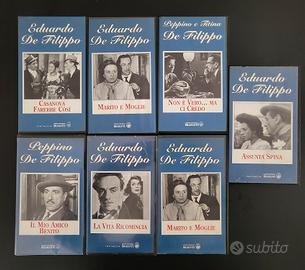 Eduardo
De Filippo
CASANOVA
FAREBBE COSÌ
Eduardo
De Filippo
MARITO E MOGLIE
Peppino e Titina
De Filippo
NON È VERO... MA
CI CREDO
Eduardo
De Filippo
ASSUNTA SPINA
Peppino
De Filippo
IL MIO AMICO
BENITO
Eduardo
De Filippo
LA VITA RICOMINCIA
Eduardo
De Filippo
MARITO E MOGLIE
subito